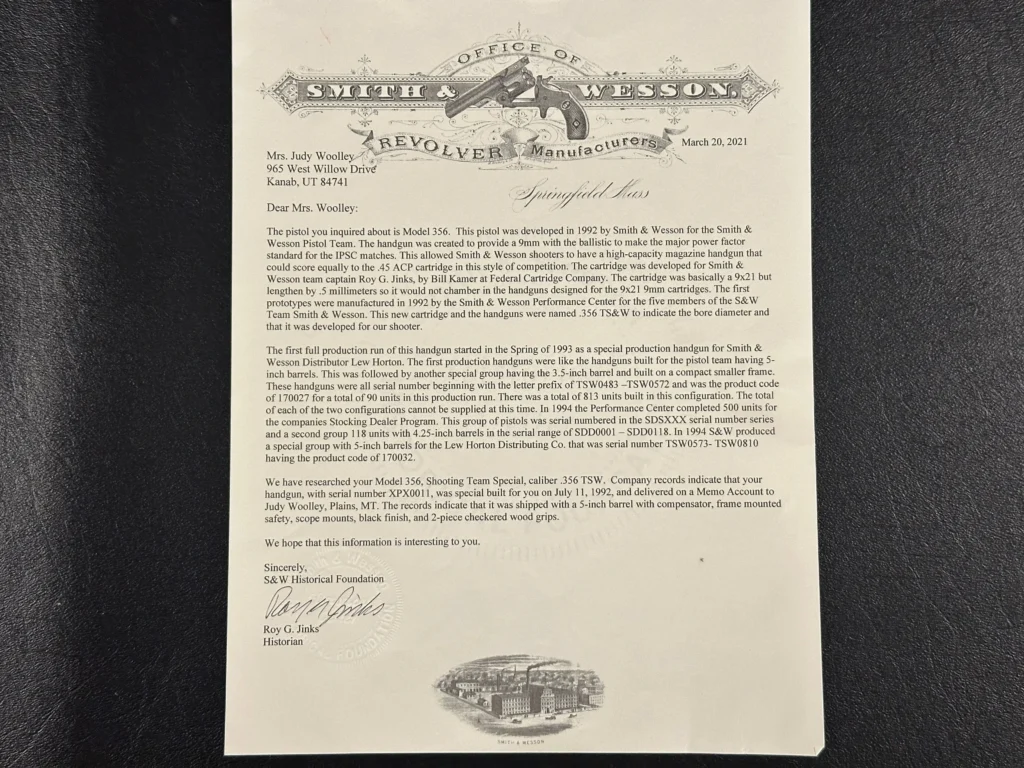 OFFICE OF
SMITH & WESSON.
REVOLVER Manufacturers
March 20, 2021
Mrs. Judy Woolley
965 West Willow Drive
Kanab, UT 84741
Springfield Mass
Dear Mrs. Woolley:
The pistol you inquired about is Model 356. This pistol was developed in 1992 by Smith & Wesson for the Smith &
Wesson Pistol Team. The handgun was created to provide a 9mm with the ballistic to make the major power factor
standard for the IPSC matches. This allowed Smith & Wesson shooters to have a high-capacity magazine handgun that
could score equally to the .45 ACP cartridge in this style of competition. The cartridge was developed for Smith &
Wesson team captain Roy G. Jinks, by Bill Kamer at Federal Cartridge Company. The cartridge was basically a 9x21 but
lengthen by .5 millimeters so it would not chamber in the handguns designed for the 9x21 9mm cartridges. The first
prototypes were manufactured in 1992 by the Smith & Wesson Performance Center for the five members of the S&W
Team Smith & Wesson. This new cartridge and the handguns were named .356 TS&W to indicate the bore diameter and
that it was developed for our shooter.
The first full production run of this handgun started in the Spring of 1993 as a special production handgun for Smith &
Wesson Distributor Lew Horton. The first production handguns were like the handguns built for the pistol team having 5-
inch barrels. This was followed by another special group having the 3.5-inch barrel and built on a compact smaller frame.
These handguns were all serial number beginning with the letter prefix of TSW0483 –TSW0572 and was the product code
of 170027 for a total of 90 units in this production run. There was a total of 813 units built in this configuration. The total
of each of the two configurations cannot be supplied at this time. In 1994 the Performance Center completed 500 units for
the companies Stocking Dealer Program. This group of pistols was serial numbered in the SDSXXX serial number series
and a second group 118 units with 4.25-inch barrels in the serial range of SDD0001 – SDD0118. In 1994 S&W produced
a special group with 5-inch barrels for the Lew Horton Distributing Co. that was serial number TSW0573- TSW0810
having the product code of 170032.
We have researched your Model 356, Shooting Team Special, caliber .356 TSW. Company records indicate that your
handgun, with serial number XPX0011, was special built for you on July 11, 1992, and delivered on a Memo Account to
Judy Woolley, Plains, MT. The records indicate that it was shipped with a 5-inch barrel with compensator, frame mounted
safety, scope mounts, black finish, and 2-piece checkered wood grips.
We hope that this information is interesting to you.
Sincerely,
S&W Historical Foundation
Roy G. Jinks
Roy G. Jinks
Historian
SMITH & WESSON